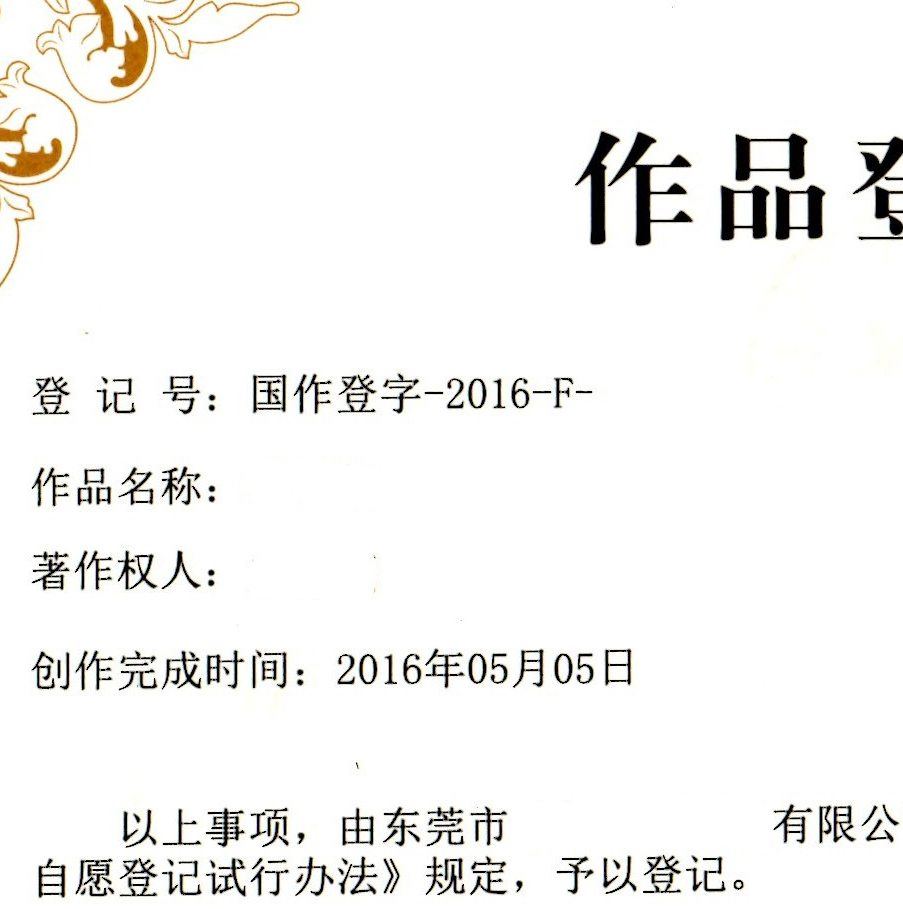 作品登
登 记 号：国作登字-2016-F-
作品名称：
著作权人：
创作完成时间：2016年05月05日
以上事项，由东莞市 有限公
自愿登记试行办法》规定，予以登记。